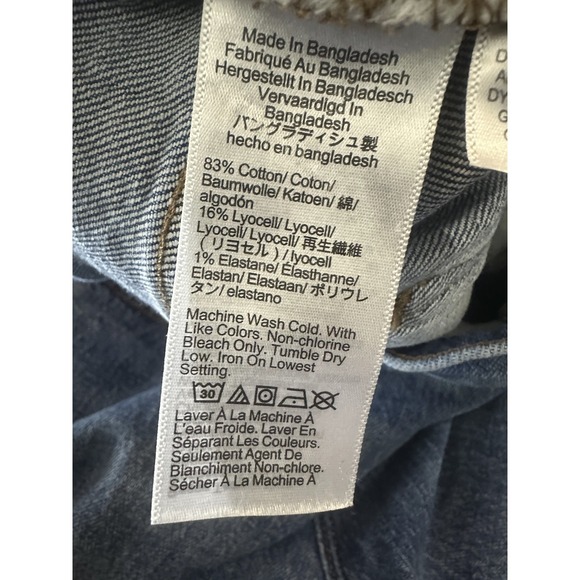 Made In Bangladesh
Fabriqué Au Bangladesh
Hergestellt In Bangladesch
Vervaardigd In
Bangladesh
バングラディシュ製
hecho en bangladesh
83% Cotton/ Coton/
Baumwolle/ Katoen/ 綿/
algodón
16% Lyocell/ Lyocell/
Lyocell/ Lyocell/ 再生繊維
( リヨセル ) / lyocell
1% Elastane/ Élasthanne/
Elastan/ Elastaan/ ポリウレ
タン/ elastano
Machine Wash Cold. With
Like Colors. Non-chlorine
Bleach Only. Tumble Dry
Low. Iron On Lowest
Setting.
30
Laver À La Machine À
L'eau Froide. Laver En
Séparant Les Couleurs.
Seulement Agent De
Blanchiment Non-chlore.
Sécher À La Machine À
D
A
DY
G